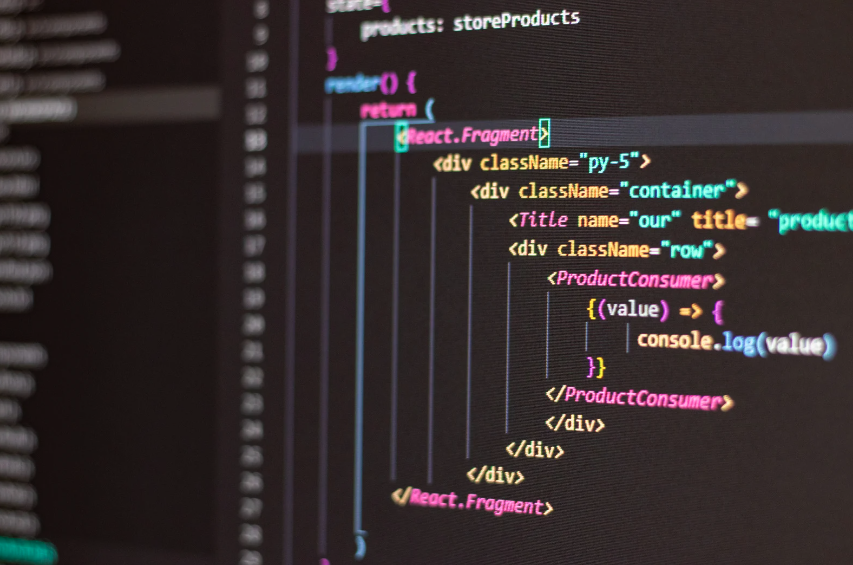 state={
products: storeProducts
}
render() {
return (
<React.Fragment>
<div className="py-5">
<div className="container">
<Title name="our" title= "product
<div className="row">
<ProductConsumer>
{(value) => {
console.log(value)
}}
</ProductConsumer>
</div>
</div>
</div>
</React.Fragment>
)
}